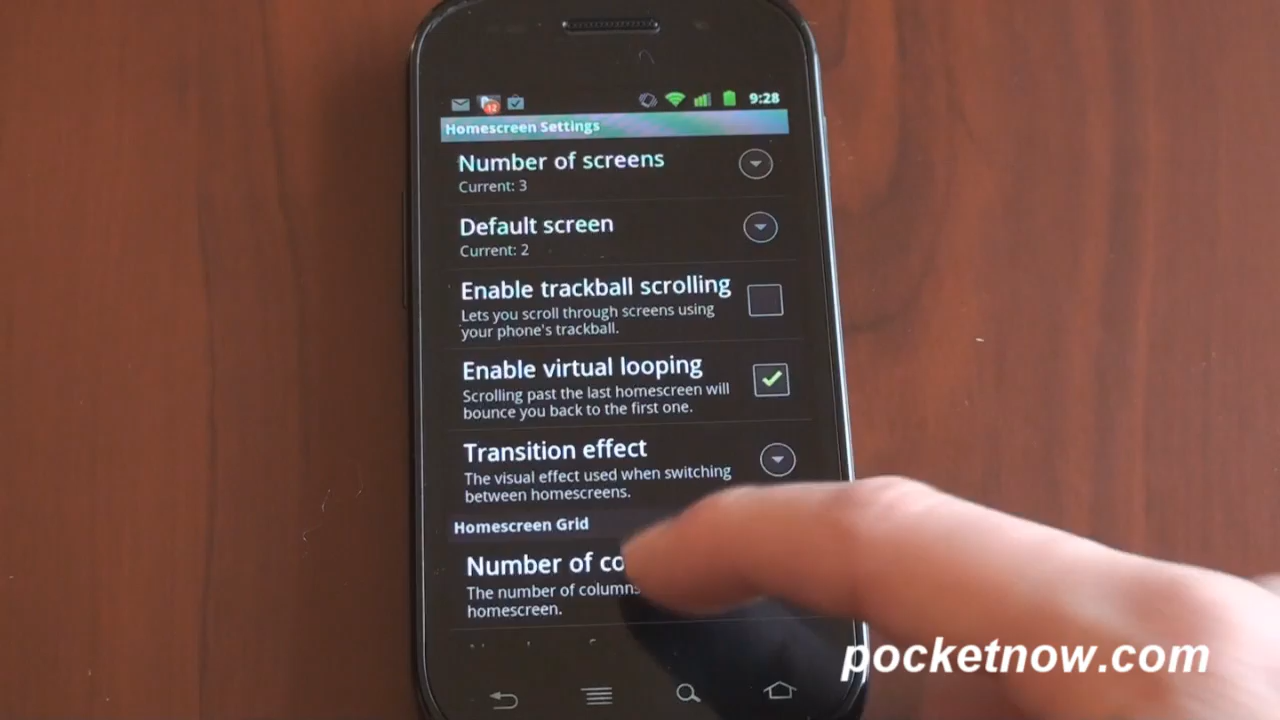 12
9:28
Homescreen Settings
Number of screens
Current: 3
Default screen
Current: 2
Enable trackball scrolling
Lets you scroll through screens using
your phone's trackball.
Enable virtual looping
Scrolling past the last homescreen will
bounce you back to the first one.
Transition effect
The visual effect used when switching
between homescreens.
Homescreen Grid
Number of co
The number of columns
homescreen.
pocketnow.com